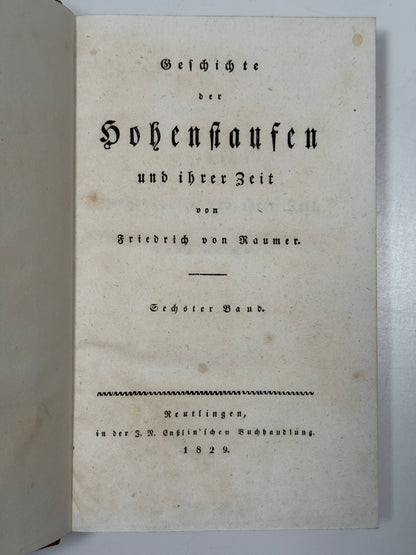 Geschichte
der
Hohenstaufen
und ihrer Zeit
von
Friedrich von Raumer.
Sechster Band.
Reutlingen,
in der J. N. Enßlin'schen Buchhandlung.
1829.